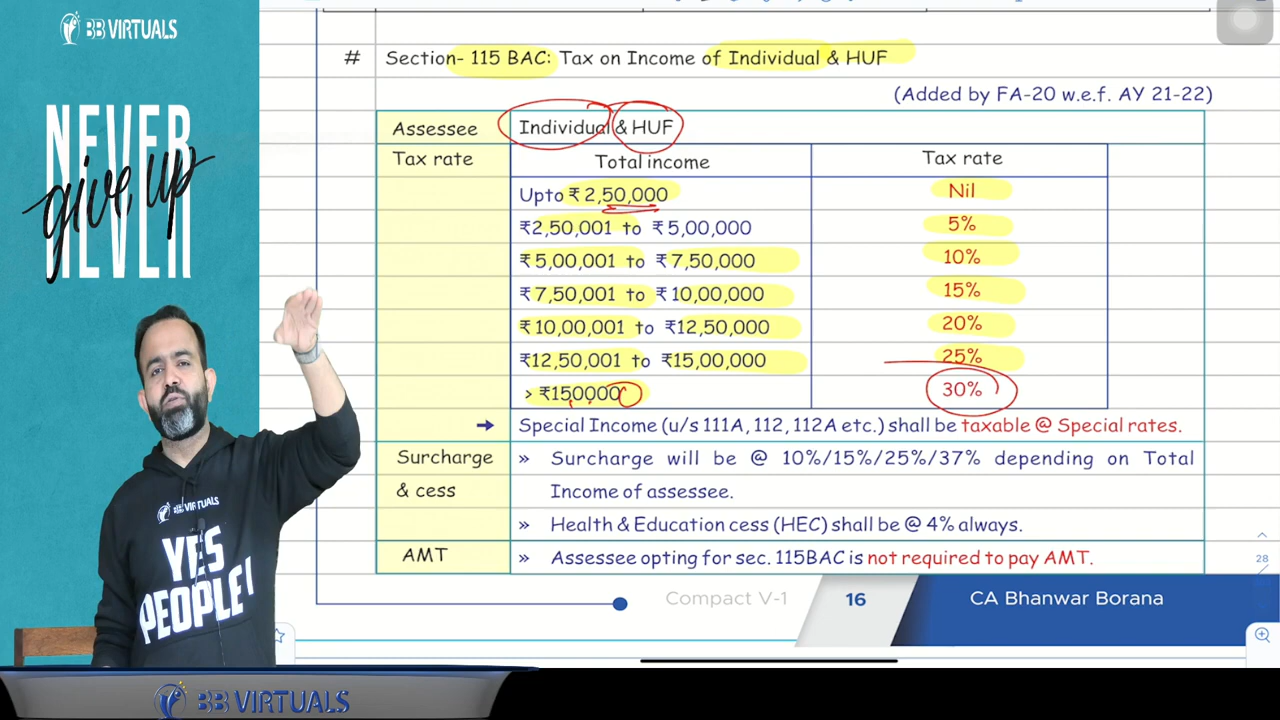 BB VIRTUALS
NEVER
give up
NEVER
# Section- 115 BAC: Tax on Income of Individual & HUF
(Added by FA-20 w.e.f. AY 21-22)
Assessee Individual & HUF
Tax rate Total income Tax rate
Upto ₹ 2,50,000 Nil
₹2,50,001 to ₹ 5,00,000 5%
₹ 5,00,001 to ₹ 7,50,000 10%
₹ 7,50,001 to ₹ 10,00,000 15%
₹ 10,00,001 to ₹12,50,000 20%
₹12,50,001 to ₹15,00,000 25%
> ₹150000 30%
→ Special Income (u/s 111A, 112, 112A etc.) shall be taxable @ Special rates.
Surcharge & cess
» Surcharge will be @ 10%/15%/25%/37% depending on Total
Income of assessee.
» Health & Education cess (HEC) shall be @ 4% always.
AMT » Assessee opting for sec. 115BAC is not required to pay AMT.
28
Compact V-1 16 CA Bhanwar Borana
BB VIRTUALS
YES
PEOPLE!
BB VIRTUALS